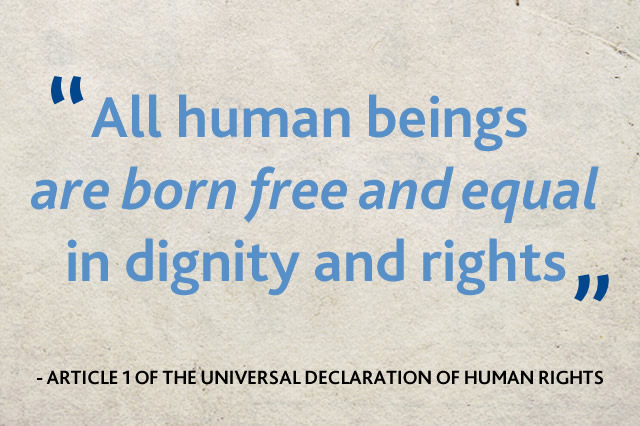 “All human beings
are born free and equal
in dignity and rights”
- ARTICLE 1 OF THE UNIVERSAL DECLARATION OF HUMAN RIGHTS